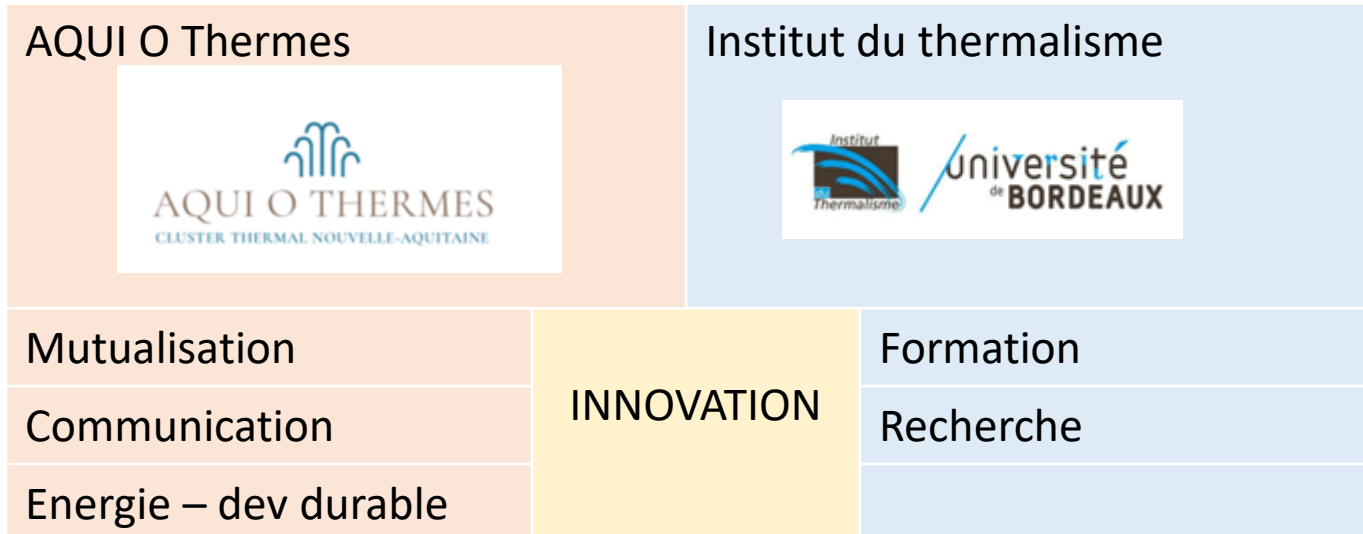 AQUI O Thermes
AQUI O THERMES
CLUSTER THERMAL NOUVELLE-AQUITAINE
Institut du thermalisme
Institut
du
Thermalisme
université
de BORDEAUX
Mutualisation
Communication
Energie – dev durable
INNOVATION
Formation
Recherche